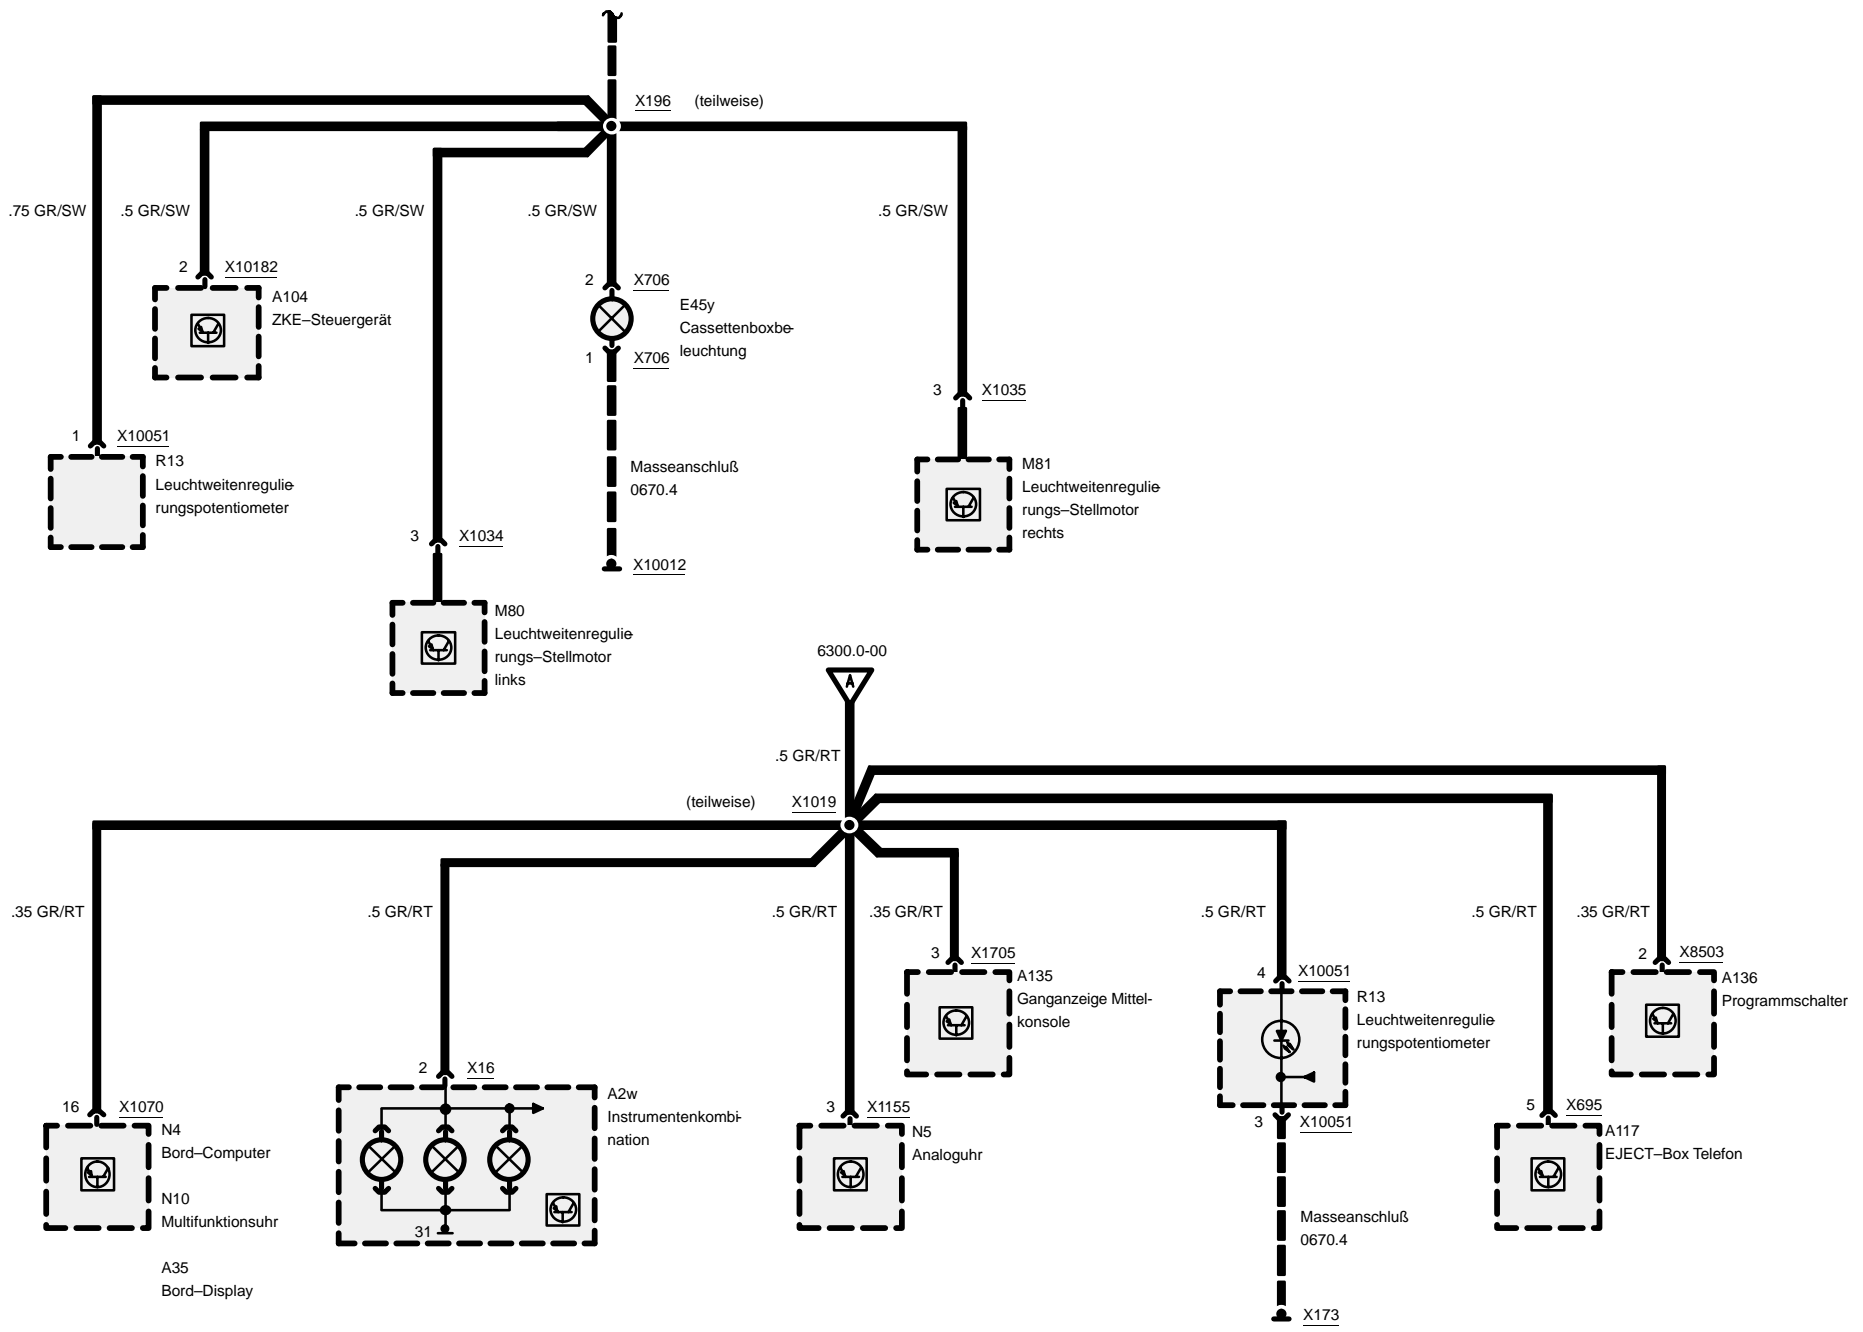 X196 (teilweise)
.75 GR/SW
.5 GR/SW
.5 GR/SW
.5 GR/SW
.5 GR/SW
2 X10182
A104
ZKE–Steuergerät
2 X706
E45y
Cassettenboxbe-
leuchtung
1 X706
3 X1035
1 X10051
R13
Leuchtweitenregulie-
rungspotentiometer
Masseanschluß
0670.4
M81
Leuchtweitenregulie-
rungs–Stellmotor
rechts
3 X1034
X10012
M80
Leuchtweitenregulie-
rungs–Stellmotor
links
6300.0-00
A
.5 GR/RT
(teilweise) X1019
.35 GR/RT
.5 GR/RT
.5 GR/RT
.35 GR/RT
.5 GR/RT
.5 GR/RT
.35 GR/RT
3 X1705
A135
Ganganzeige Mittel-
konsole
4 X10051
R13
Leuchtweitenregulie-
rungspotentiometer
2 X8503
A136
Programmschalter
2 X16
A2w
Instrumentenkombi-
nation
31
16 X1070
N4
Bord–Computer
N10
Multifunktionsuhr
A35
Bord–Display
3 X1155
N5
Analoguhr
3 X10051
5 X695
A117
EJECT–Box Telefon
Masseanschluß
0670.4
X173